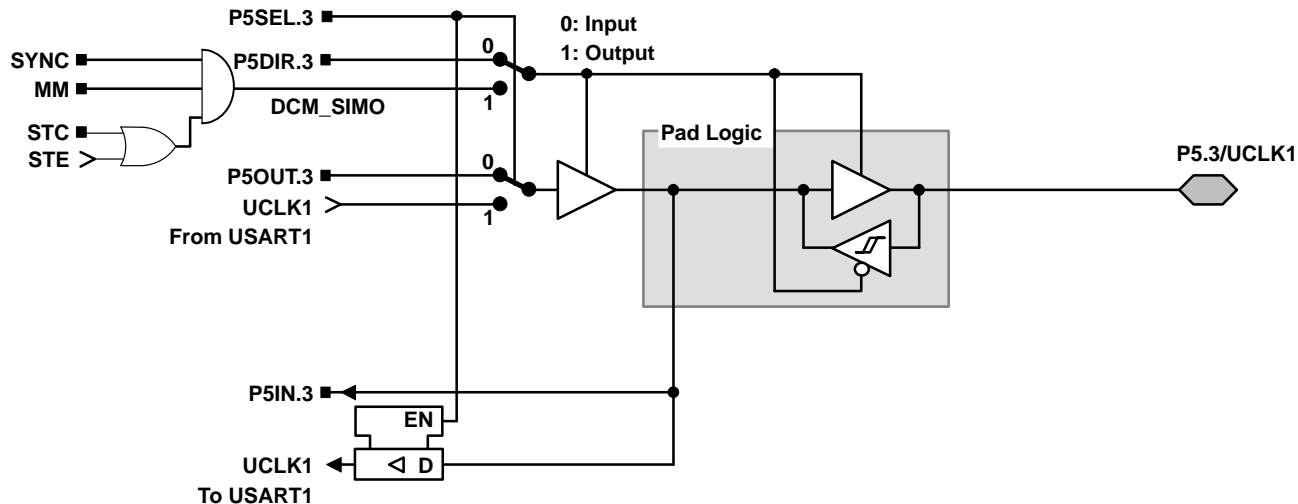 P5SEL.3
0: Input
1: Output
SYNC
MM
STC
STE
P5DIR.3
0
1
DCM_SIMO
Pad Logic
P5.3/UCLK1
P5OUT.3
0
UCLK1
1
From USART1
P5IN.3
EN
UCLK1
D
To USART1